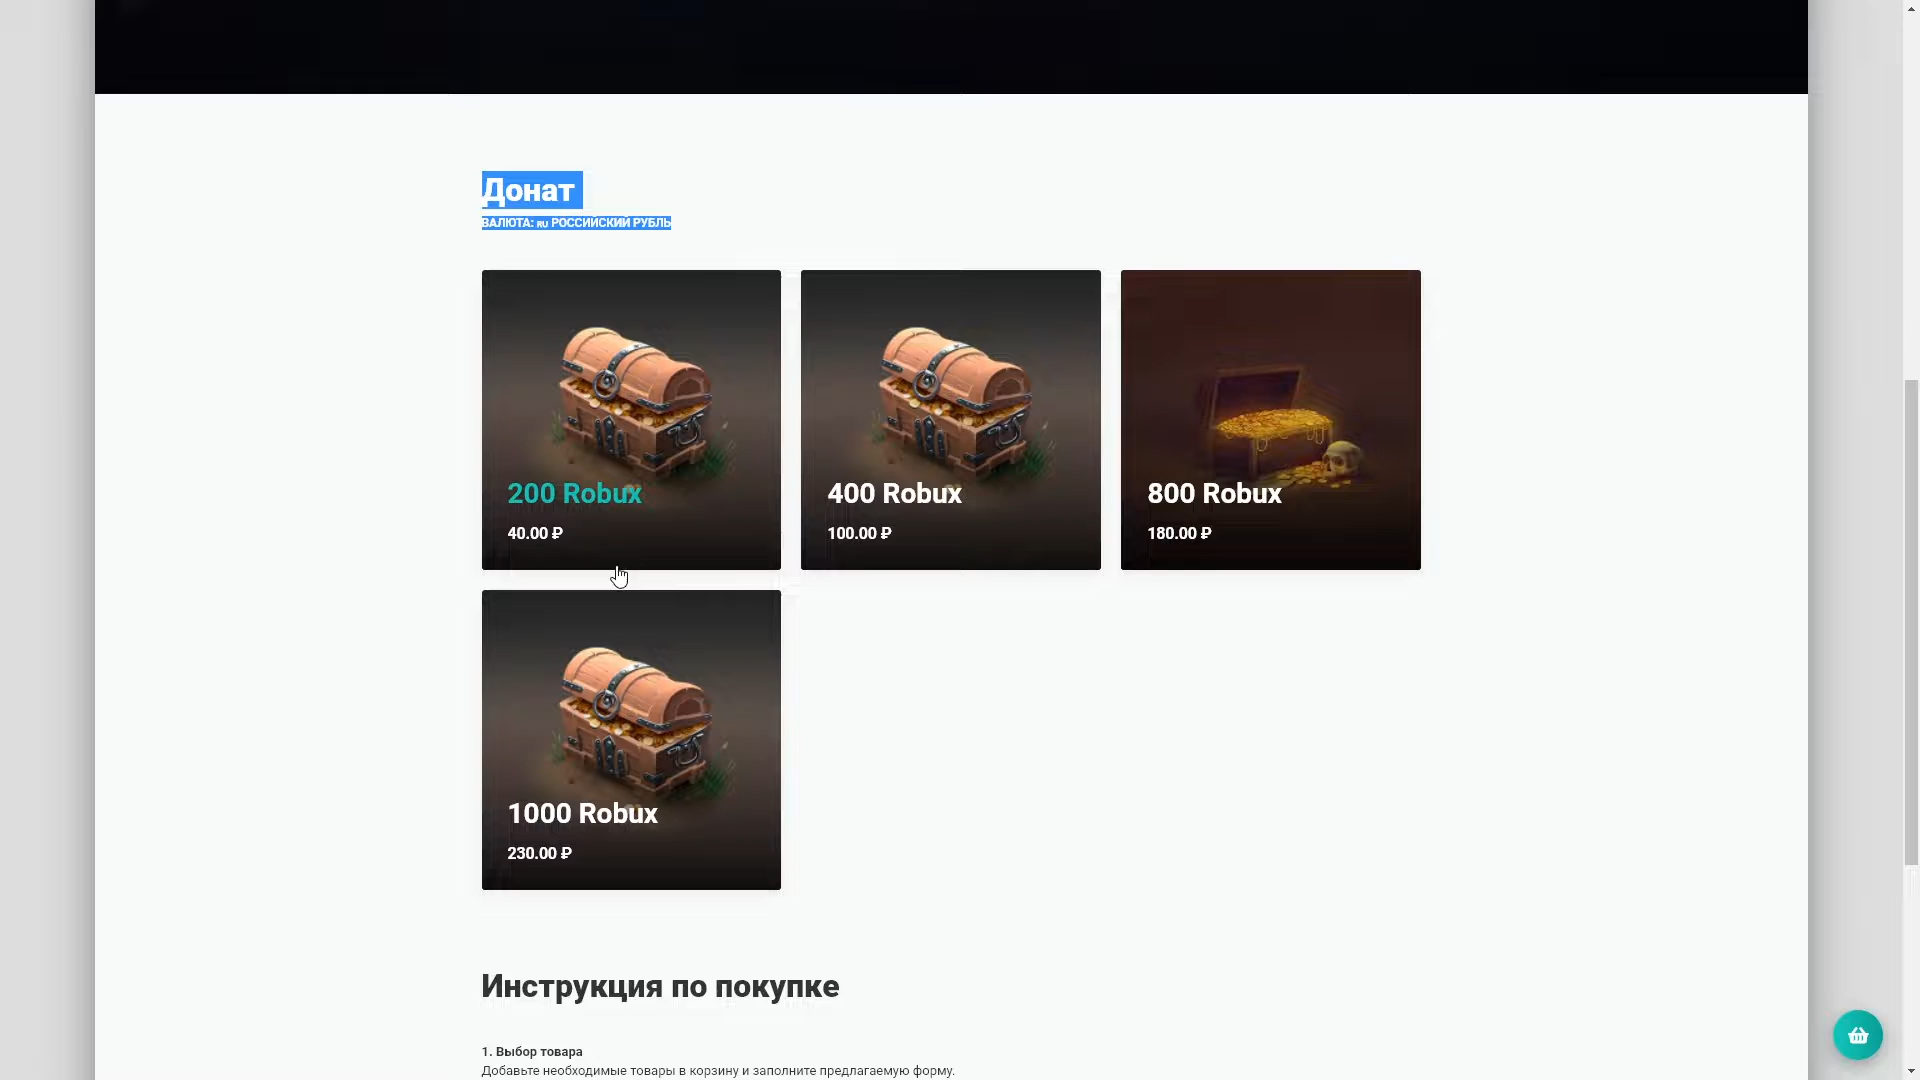 Донат
ВАЛЮТА: RU РОССИЙСКИЙ РУБЛЬ
200 Robux
40.00 ₽
400 Robux
100.00 ₽
800 Robux
180.00 ₽
1000 Robux
230.00 ₽
Инструкция по покупке
1. Выбор товара
Добавьте необходимые товары в корзину и заполните предлагаемую форму.